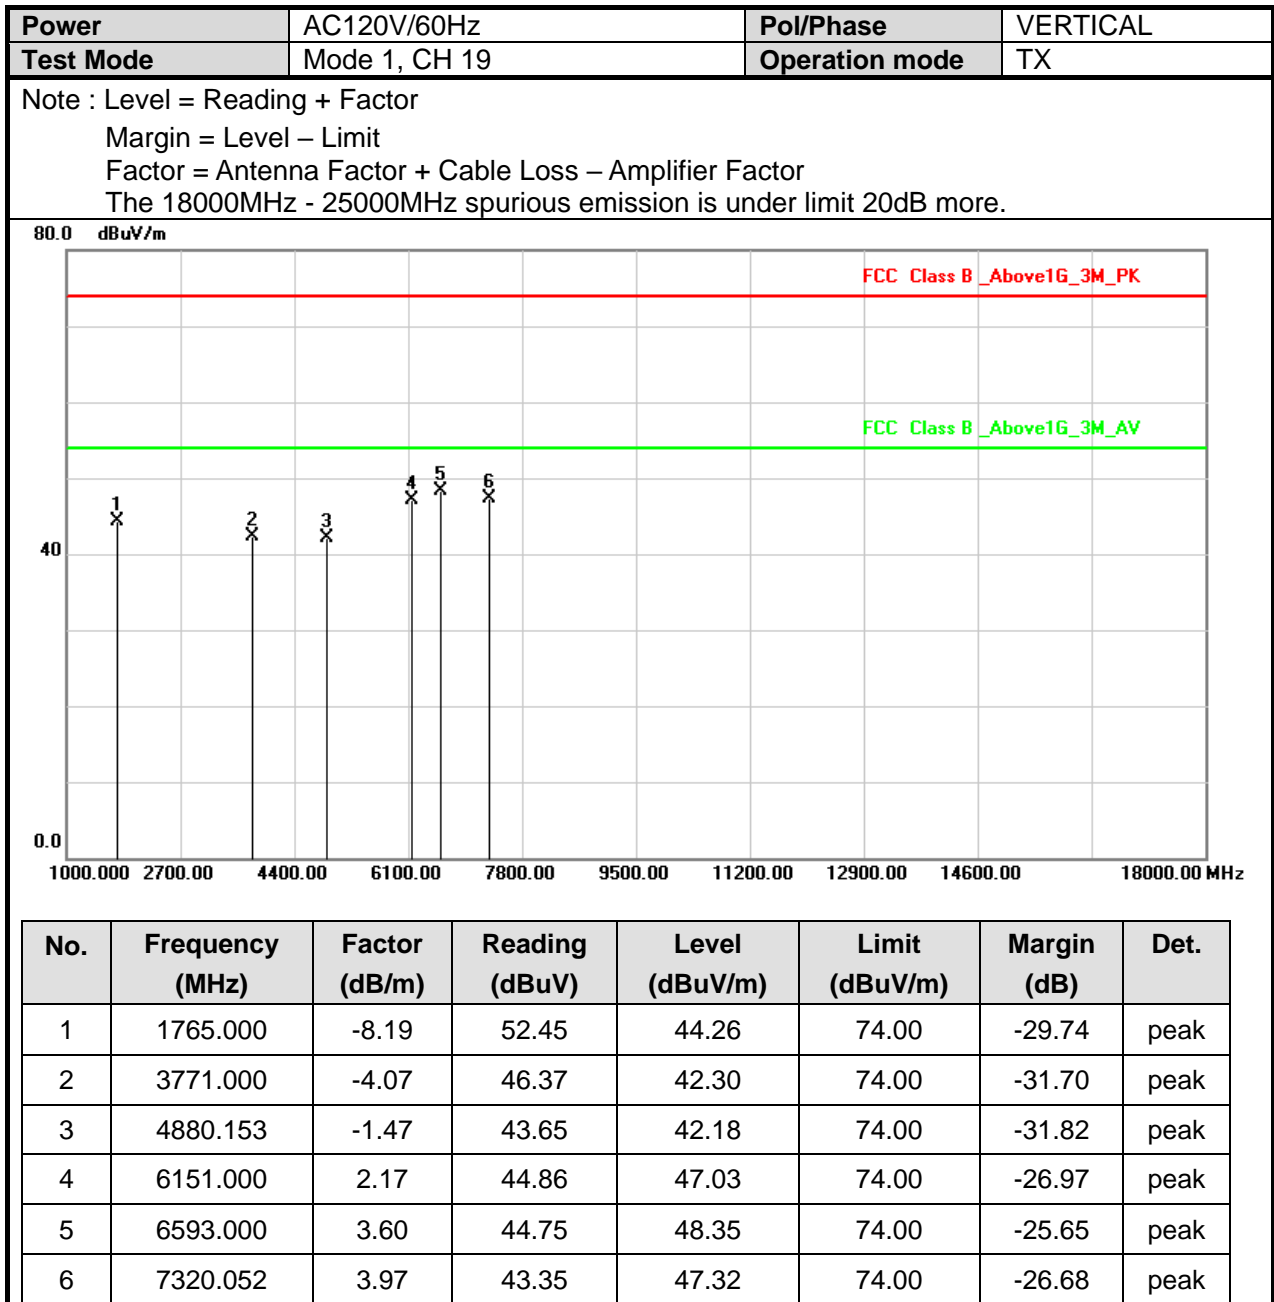 Power AC120V/60Hz Pol/Phase VERTICAL
Test Mode Mode 1, CH 19 Operation mode TX
Note : Level = Reading + Factor
Margin = Level – Limit
Factor = Antenna Factor + Cable Loss – Amplifier Factor
The 18000MHz - 25000MHz spurious emission is under limit 20dB more.
80.0 dBuV/m
FCC Class B _Above1G_3M_PK
FCC Class B _Above1G_3M_AV
1 2 3 4 5 6
40
0.0
1000.000 2700.00 4400.00 6100.00 7800.00 9500.00 11200.00 12900.00 14600.00 18000.00 MHz
No. Frequency Factor Reading Level Limit Margin Det.
(MHz) (dB/m) (dBuV) (dBuV/m) (dBuV/m) (dB)
1 1765.000 -8.19 52.45 44.26 74.00 -29.74 peak
2 3771.000 -4.07 46.37 42.30 74.00 -31.70 peak
3 4880.153 -1.47 43.65 42.18 74.00 -31.82 peak
4 6151.000 2.17 44.86 47.03 74.00 -26.97 peak
5 6593.000 3.60 44.75 48.35 74.00 -25.65 peak
6 7320.052 3.97 43.35 47.32 74.00 -26.68 peak